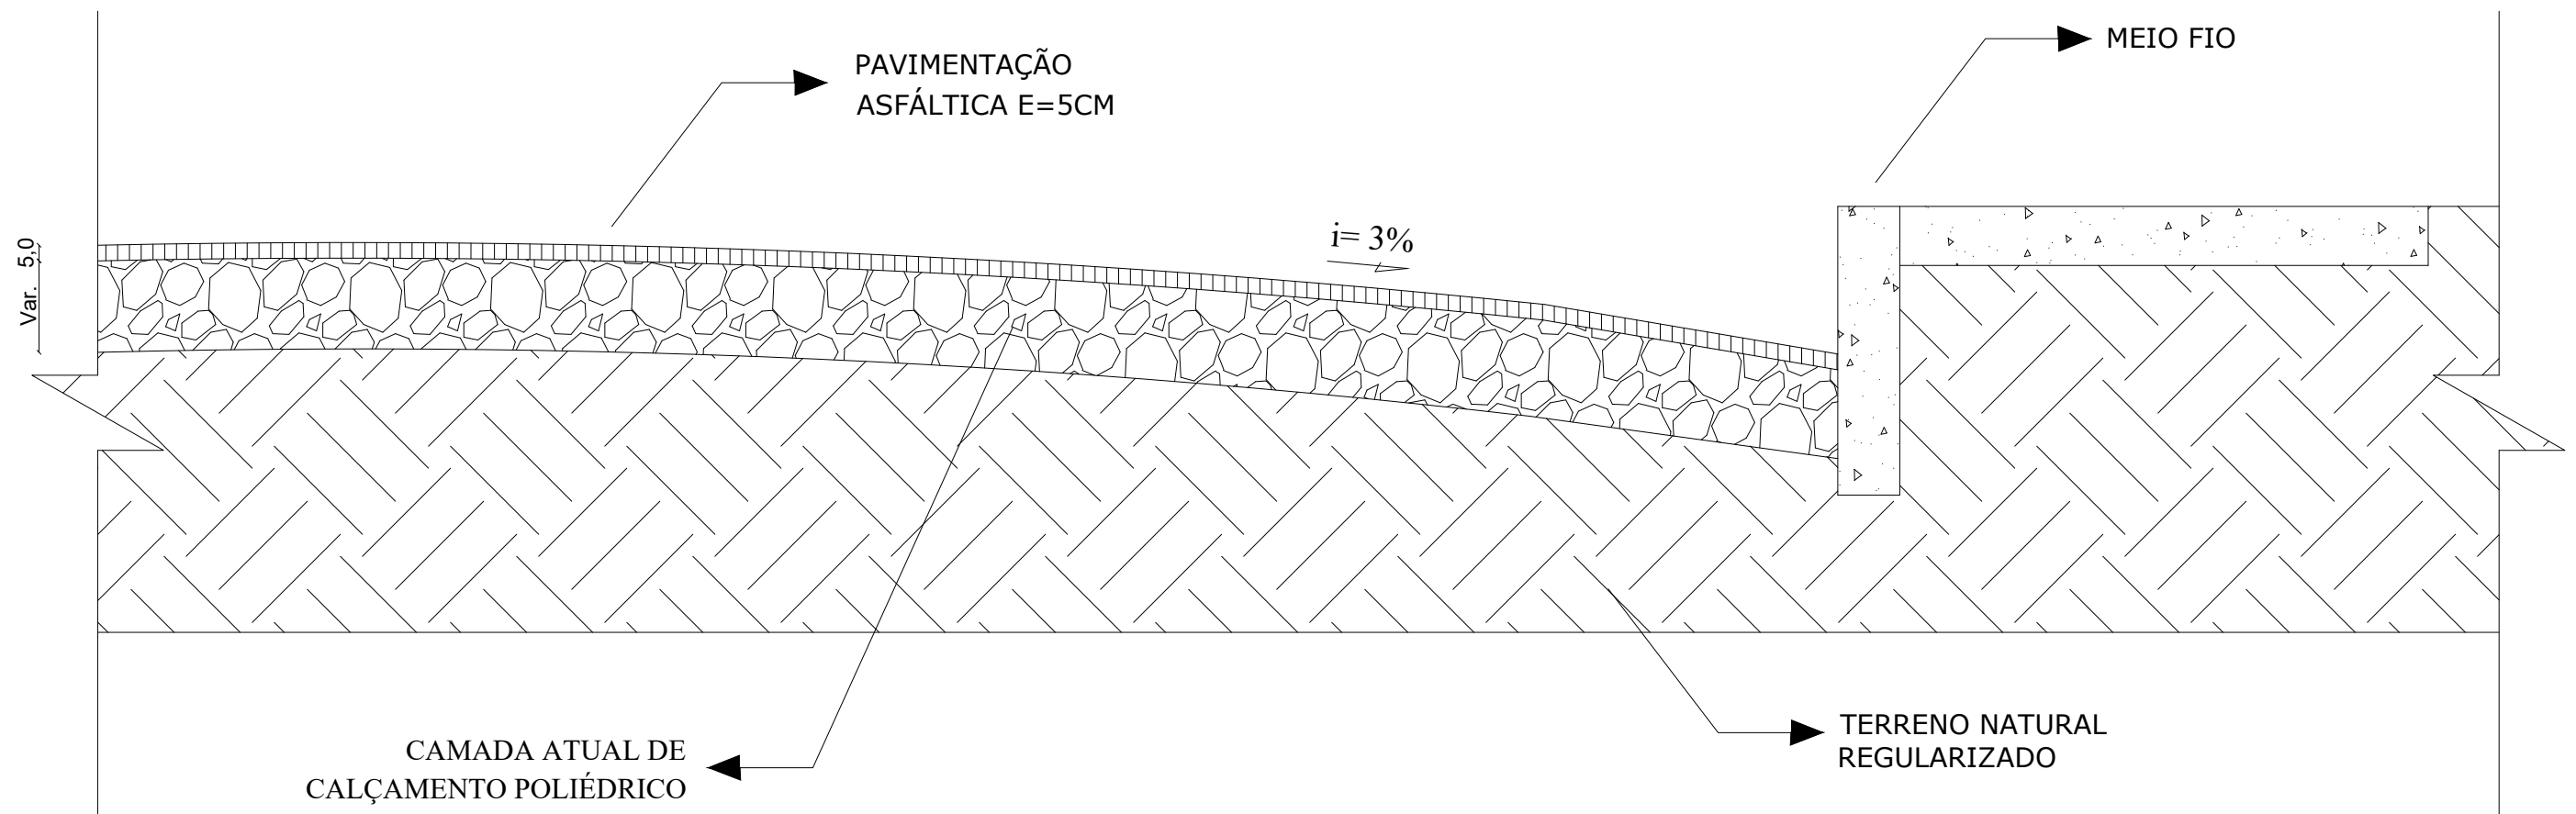 MEIO FIO
PAVIMENTAÇÃO
ASFÁLTICA E=5CM
i= 3%
5,0
Var.
TERRENO NATURAL
REGULARIZADO
CAMADA ATUAL DE
CALÇAMENTO POLIÉDRICO